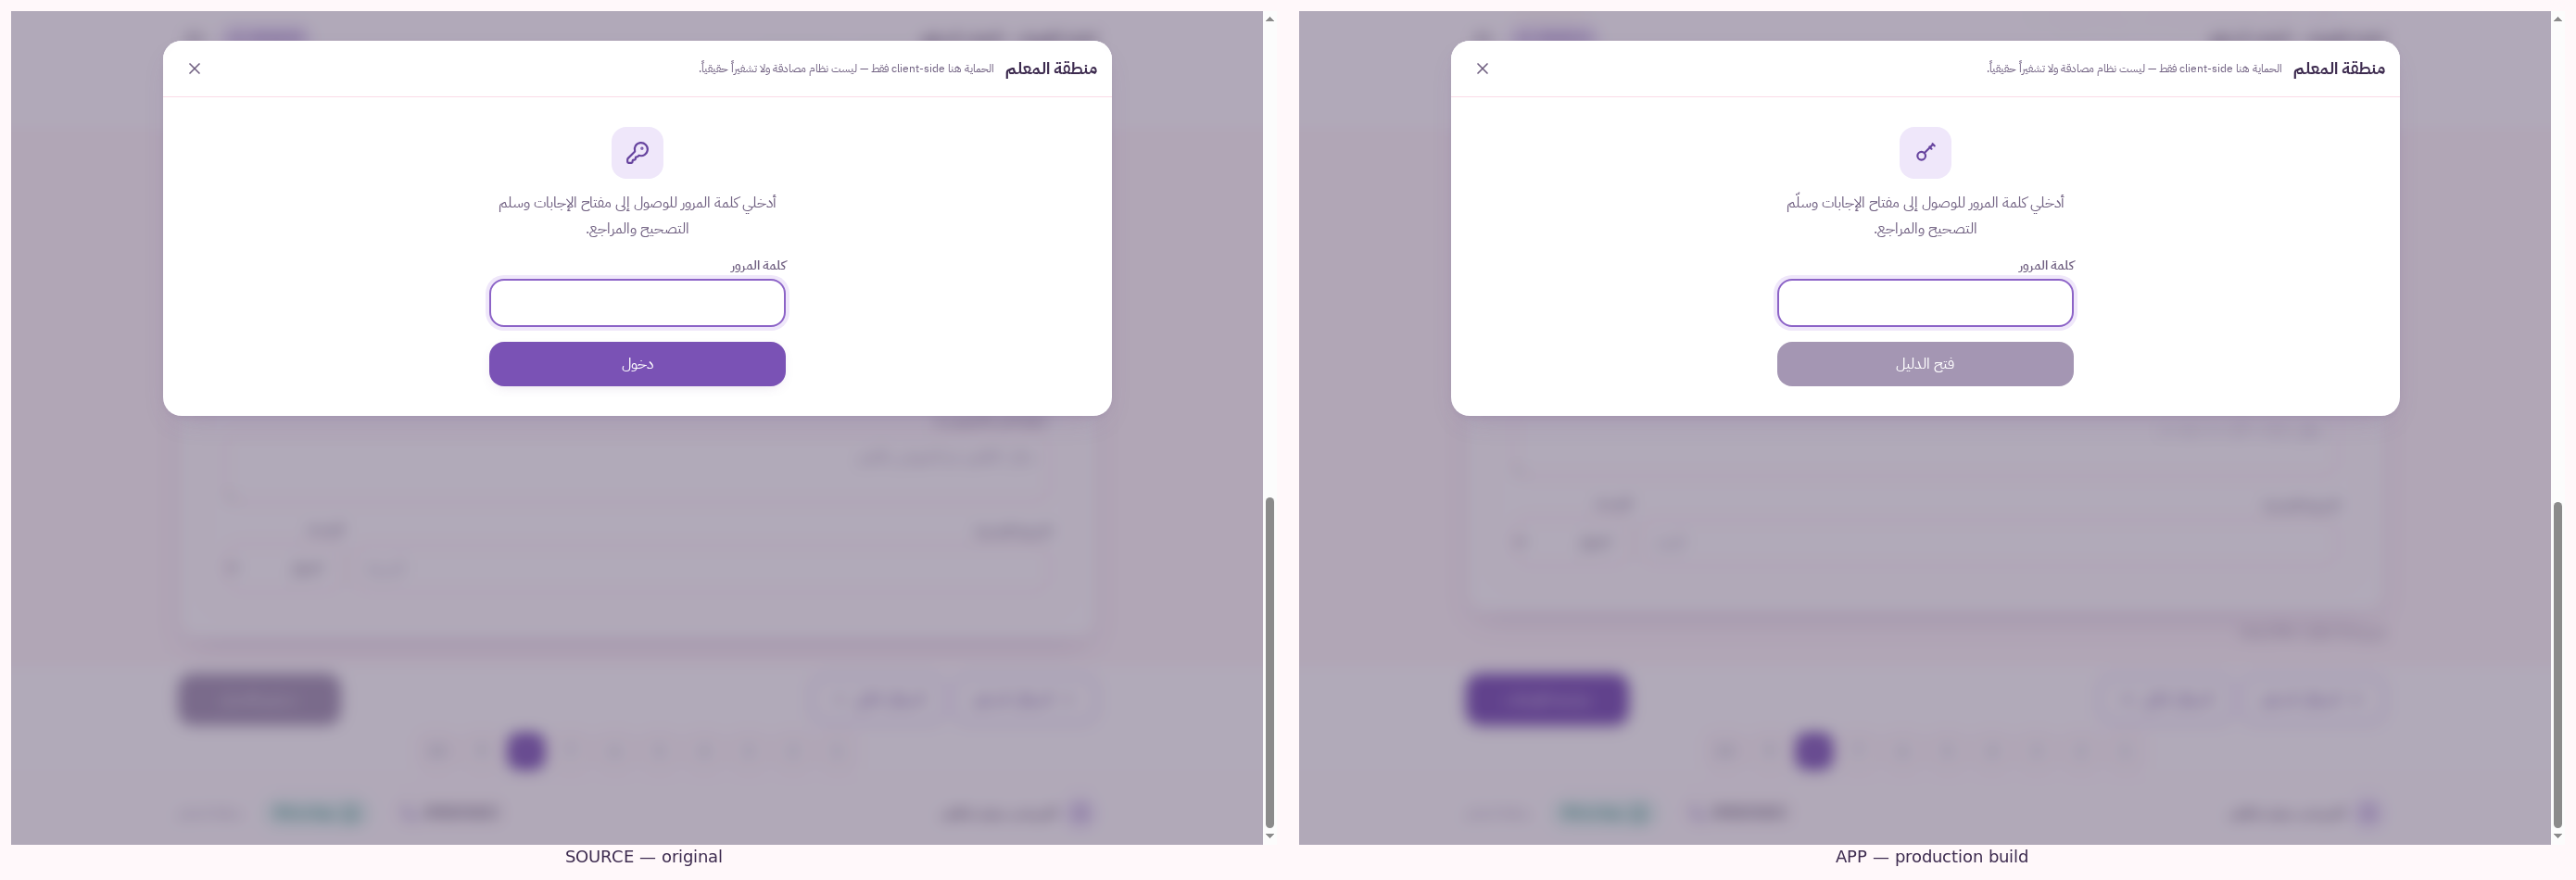 منطقة المعلم الحماية هنا client-side فقط — ليست نظام مصادقة ولا تشفيراً حقيقياً.
أدخلي كلمة المرور للوصول إلى مفتاح الإجابات وسلم
التصحيح والمراجع.
كلمة المرور
دخول
SOURCE — original
منطقة المعلم الحماية هنا client-side فقط — ليست نظام مصادقة ولا تشفيراً حقيقياً.
أدخلي كلمة المرور للوصول إلى مفتاح الإجابات وسلّم
التصحيح والمراجع.
كلمة المرور
فتح الدليل
APP — production build